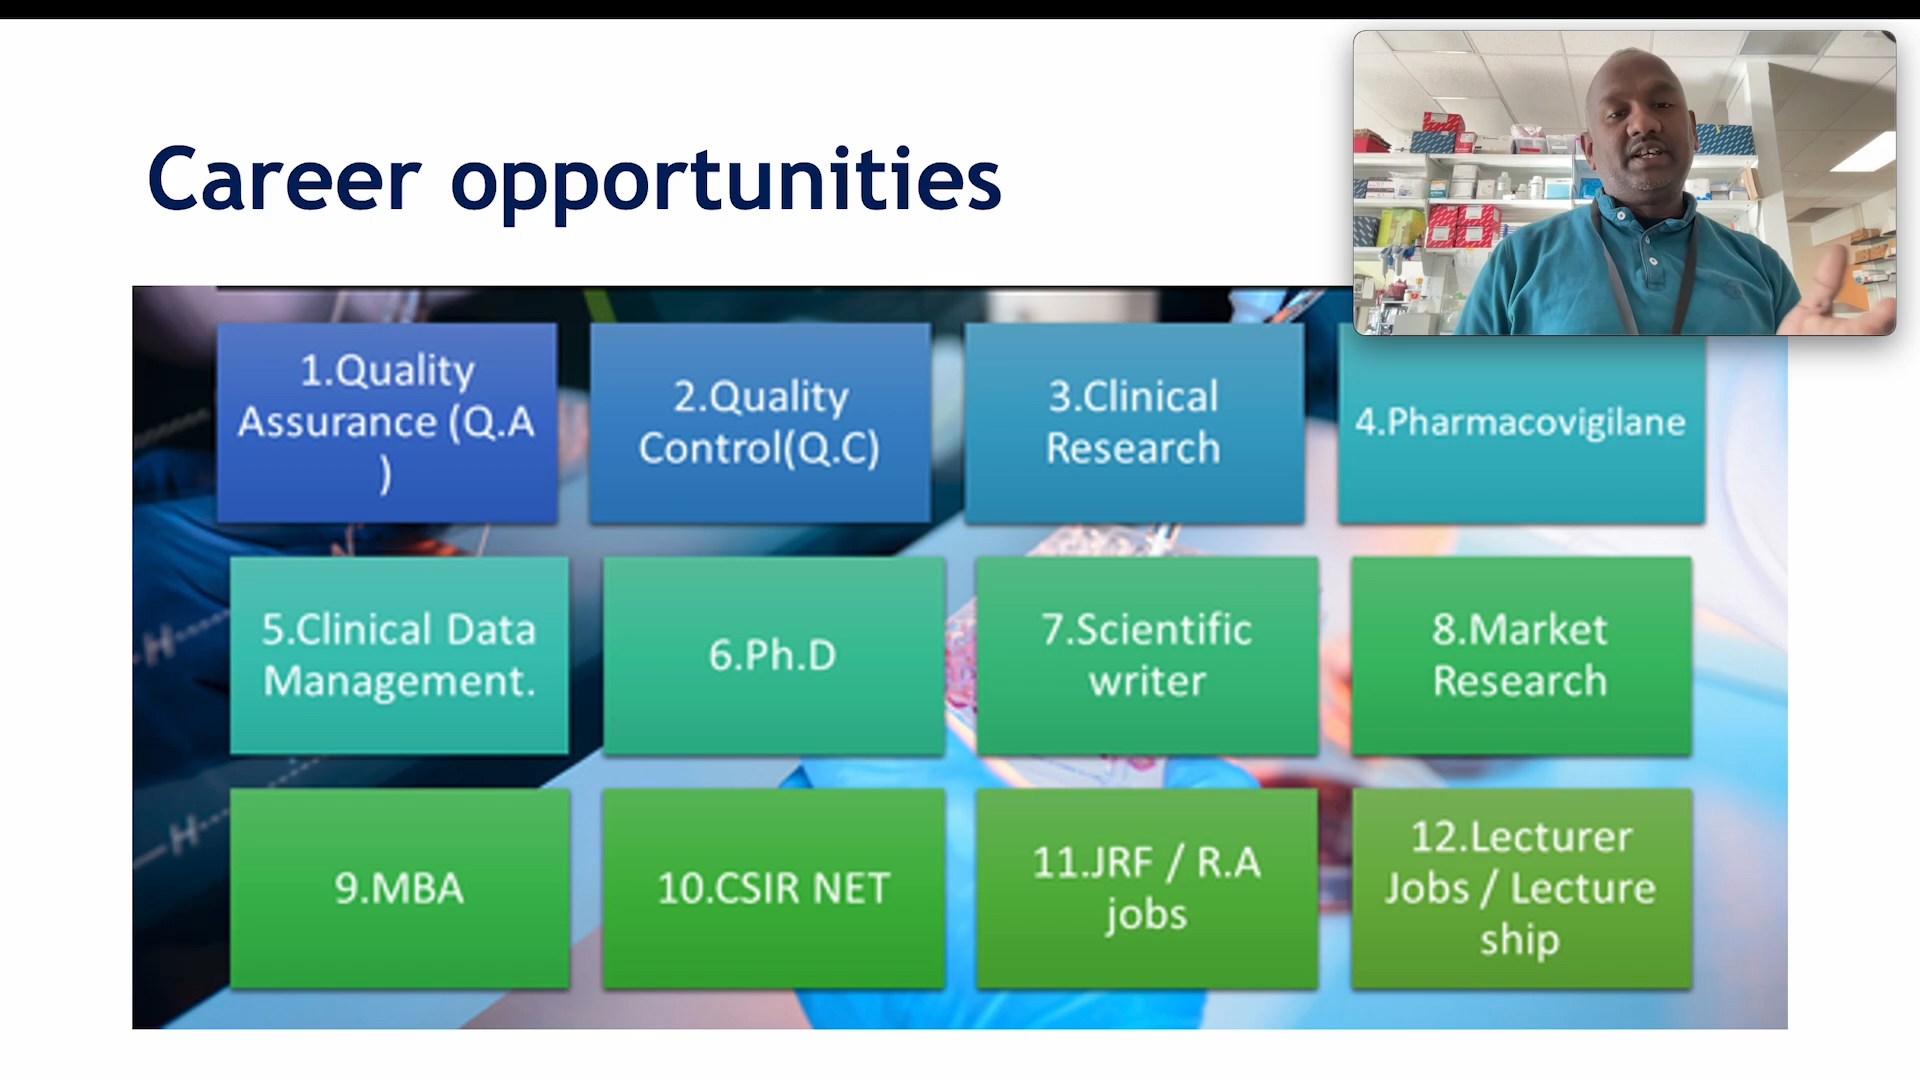 Career opportunities
1.Quality
Assurance (Q.A
)
2.Quality
Control(Q.C)
3.Clinical
Research
4.Pharmacovigilane
5.Clinical Data
Management.
6.Ph.D
7.Scientific
writer
8.Market
Research
9.MBA
10.CSIR NET
11.JRF / R.A
jobs
12.Lecturer
Jobs / Lecture
ship